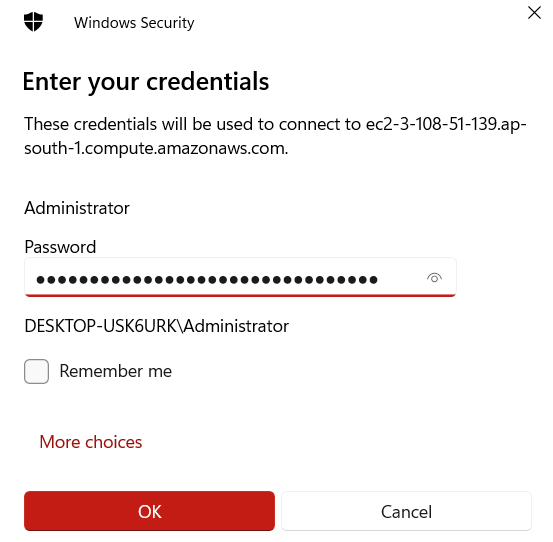 Windows Security
Enter your credentials
These credentials will be used to connect to ec2-3-108-51-139.ap-
south-1.compute.amazonaws.com.
Administrator
Password
●●●●●●●●●●●●●●●●●●●●●●●●●●●●●●●●
DESKTOP-USK6URK\Administrator
Remember me
More choices
OK Cancel